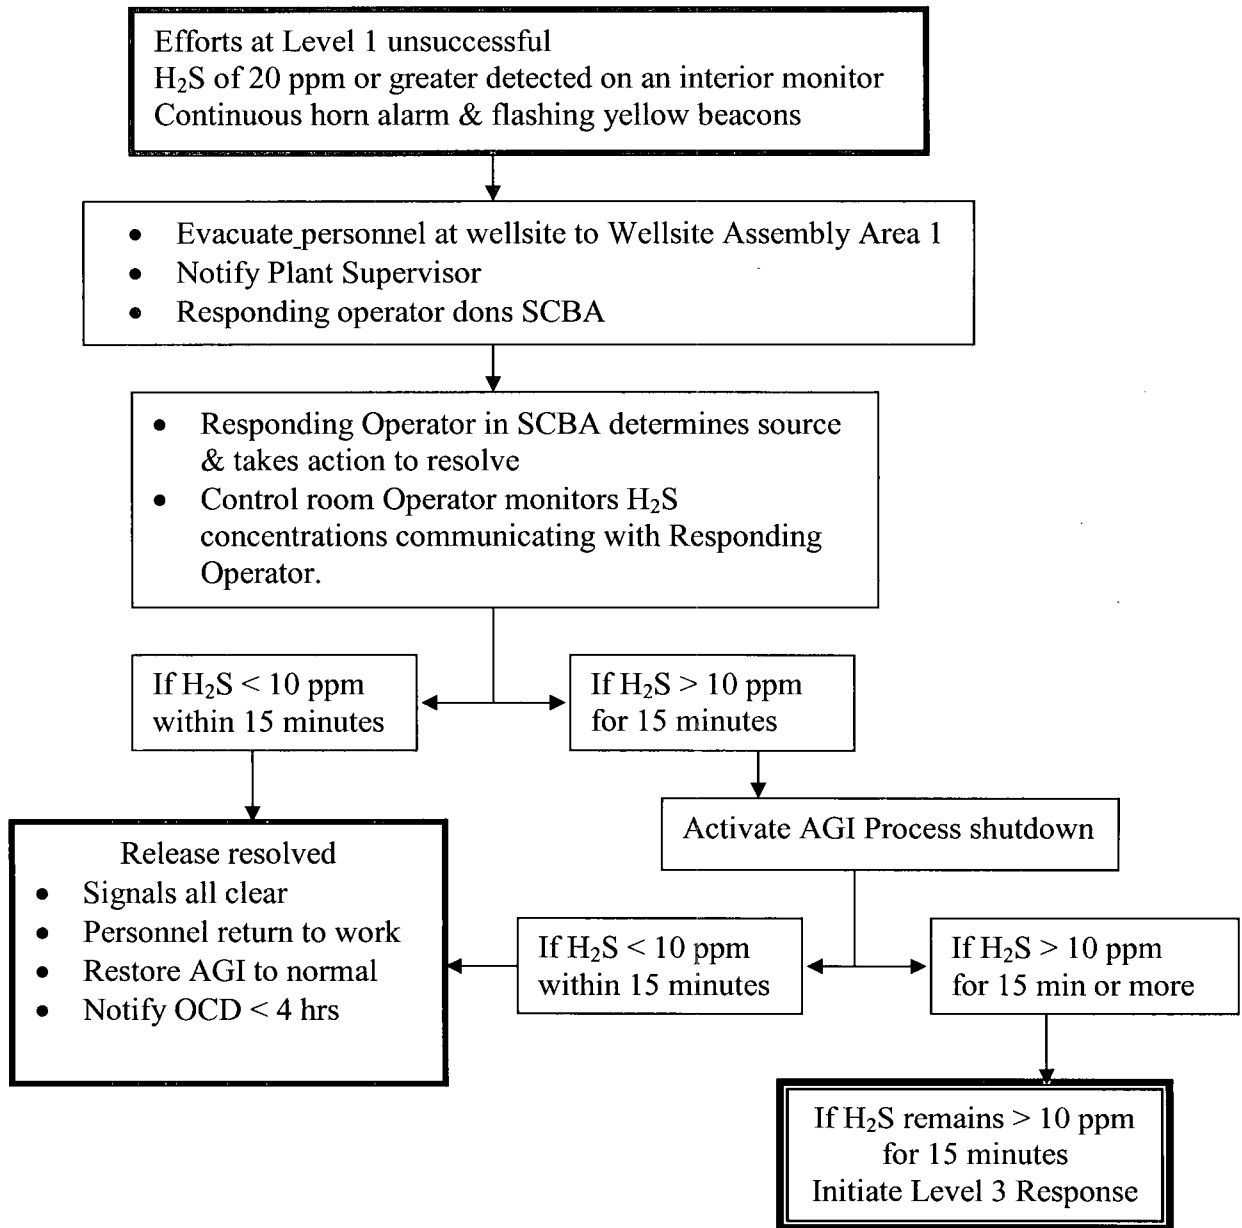 Efforts at Level 1 unsuccessful
H₂S of 20 ppm or greater detected on an interior monitor
Continuous horn alarm & flashing yellow beacons
• Evacuate personnel at wellsite to Wellsite Assembly Area 1
• Notify Plant Supervisor
• Responding operator dons SCBA
• Responding Operator in SCBA determines source
& takes action to resolve
• Control room Operator monitors H₂S
concentrations communicating with Responding
Operator.
If H₂S < 10 ppm
within 15 minutes
If H₂S > 10 ppm
for 15 minutes
Activate AGI Process shutdown
Release resolved
• Signals all clear
• Personnel return to work
• Restore AGI to normal
• Notify OCD < 4 hrs
If H₂S < 10 ppm
within 15 minutes
If H₂S > 10 ppm
for 15 min or more
If H₂S remains > 10 ppm
for 15 minutes
Initiate Level 3 Response